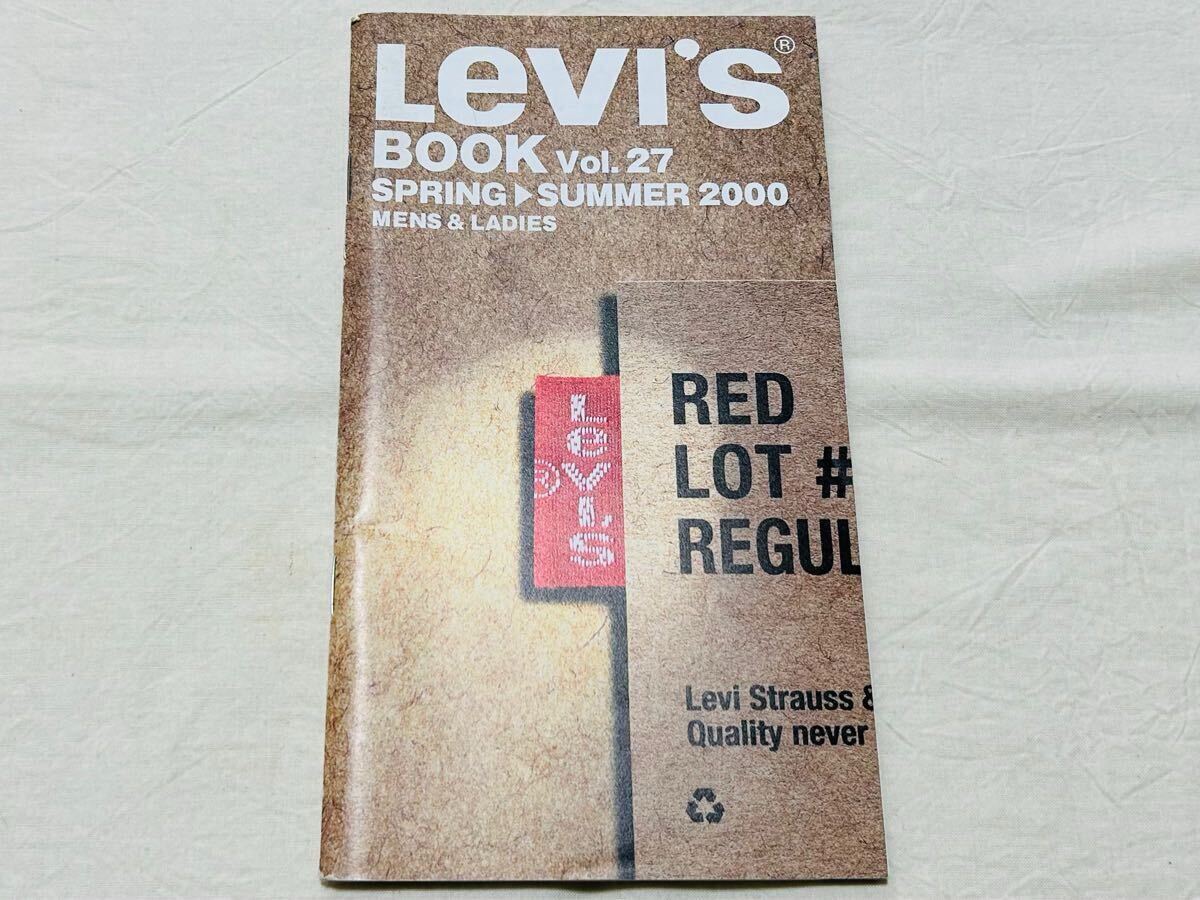 Levi's®
BOOK Vol. 27
SPRING▶SUMMER 2000
MENS & LADIES
LEVI'S
®
RED
LOT #
REGUL
Levi Strauss &
Quality never